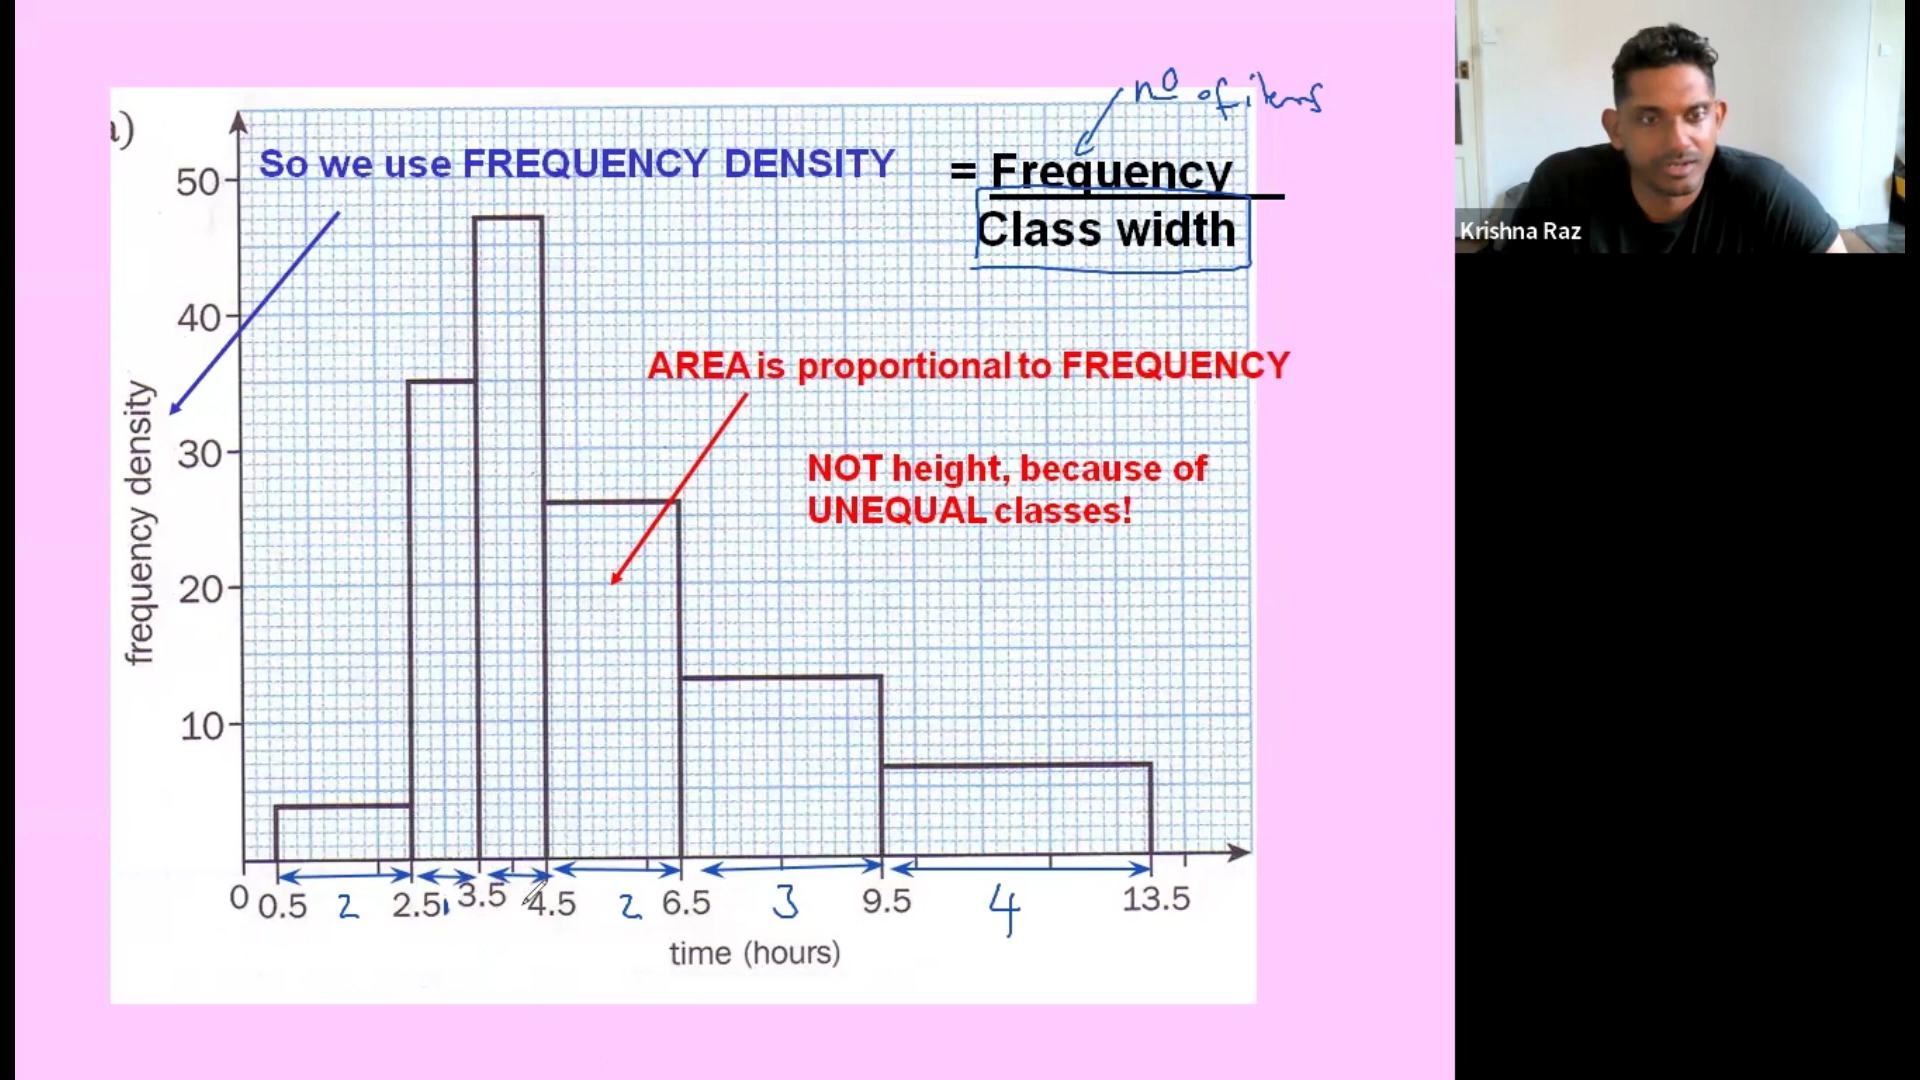 nº of items
a)
So we use FREQUENCY DENSITY
= Frequency
Class width
50
40
30
20
10
frequency density
AREA is proportional to FREQUENCY
NOT height, because of
UNEQUAL classes!
0 0.5 2 2.5 1 3.5 4.5 2 6.5 3 9.5 4 13.5
time (hours)
Krishna Raz